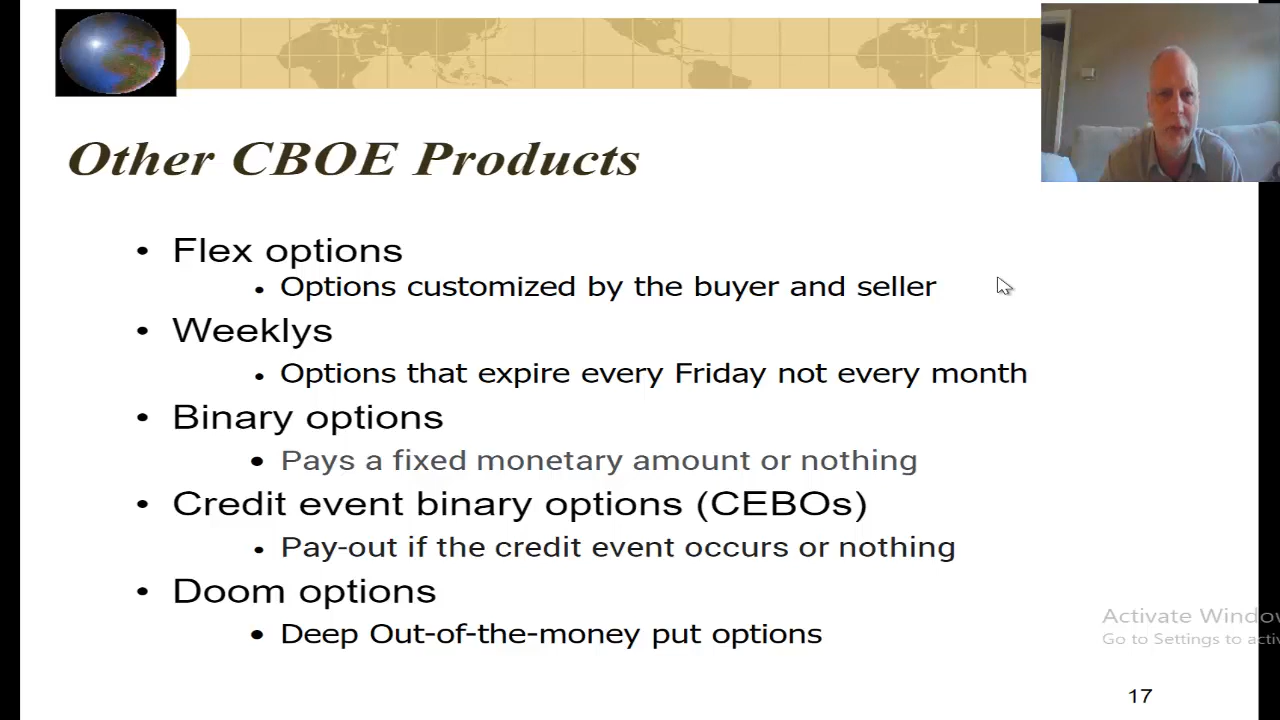 Other CBOE Products
• Flex options
• Options customized by the buyer and seller
• Weeklys
• Options that expire every Friday not every month
• Binary options
• Pays a fixed monetary amount or nothing
• Credit event binary options (CEBOs)
• Pay-out if the credit event occurs or nothing
• Doom options
• Deep Out-of-the-money put options
Activate Windo
Go to Settings to acti
17